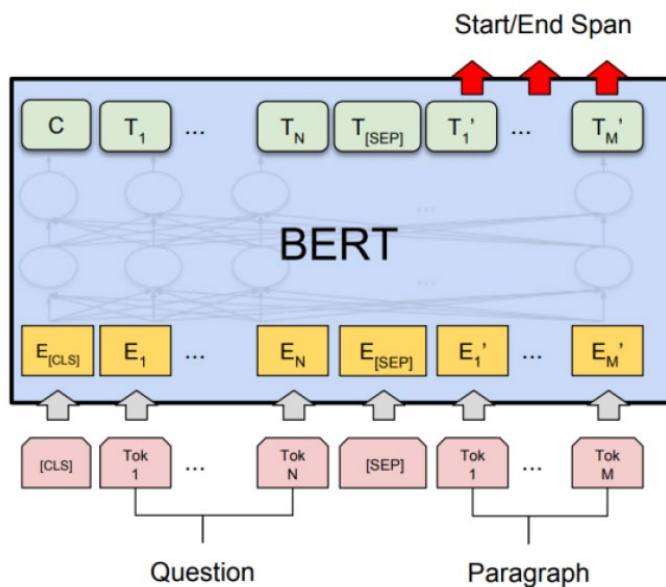 Start/End Span
C T1 ... TN T[SEP] T1' ... TM'
...
BERT
...
E[CLS] E1 ... EN E[SEP] E1' ... EM'
[CLS] Tok 1 ... Tok N [SEP] Tok 1 ... Tok M
Question Paragraph